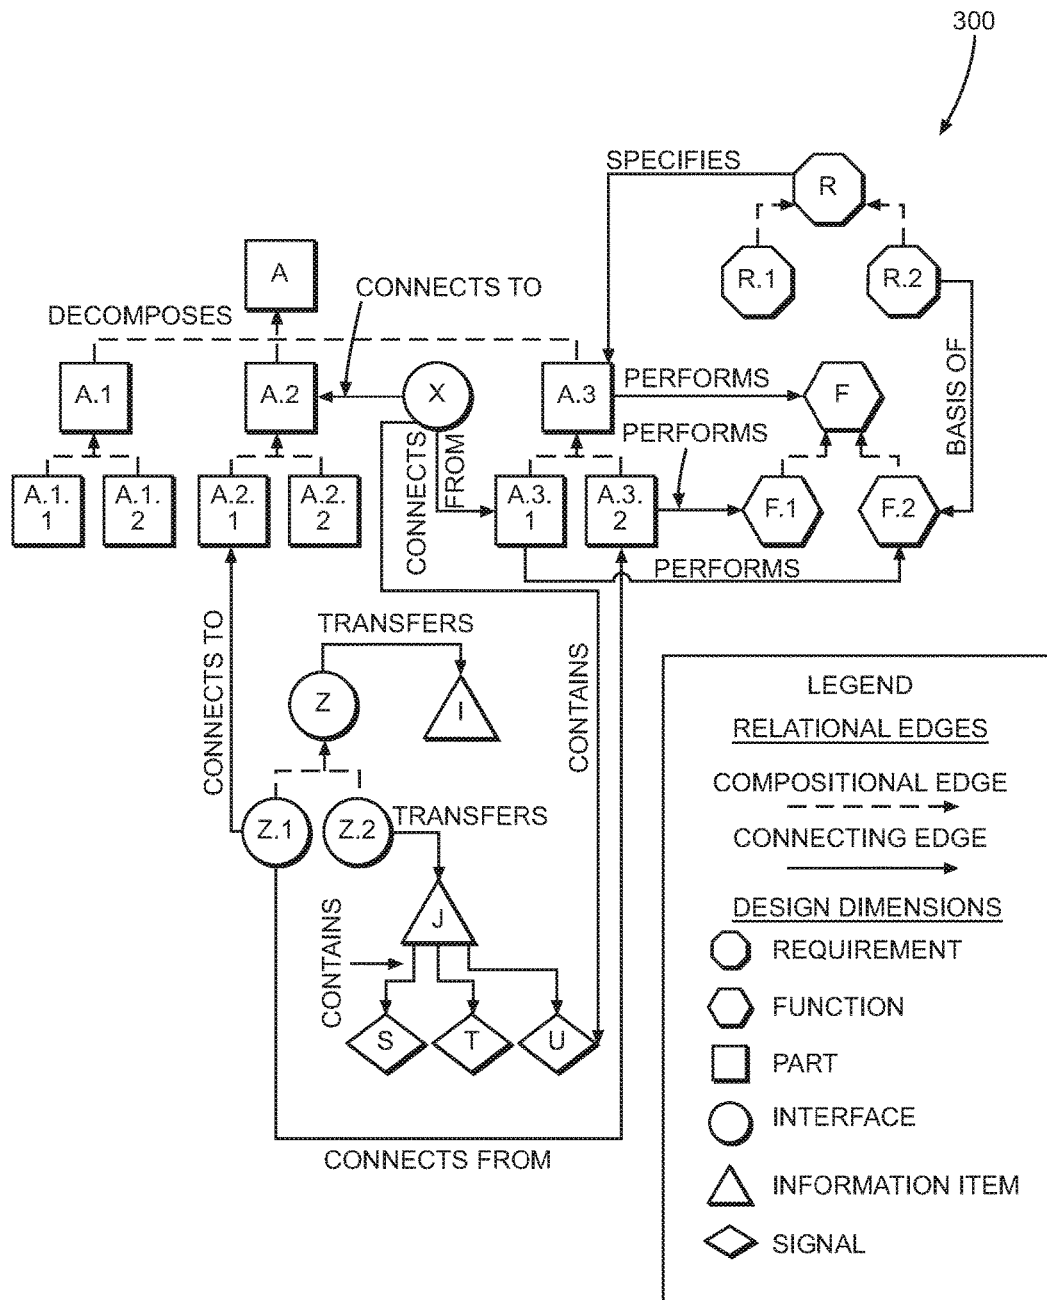 300
SPECIFIES
R
R.1
R.2
A
CONNECTS TO
DECOMPOSES
A.1
A.2
X
A.3
PERFORMS
F
BASIS OF
CONNECTS
FROM
PERFORMS
A.1.
1
A.1.
2
A.2.
1
A.2.
2
A.3.
1
A.3.
2
F.1
F.2
PERFORMS
CONNECTS TO
TRANSFERS
Z
I
CONTAINS
Z.1
Z.2
TRANSFERS
J
CONTAINS
S
T
U
CONNECTS FROM
LEGEND
RELATIONAL EDGES
COMPOSITIONAL EDGE
CONNECTING EDGE
DESIGN DIMENSIONS
REQUIREMENT
FUNCTION
PART
INTERFACE
INFORMATION ITEM
SIGNAL